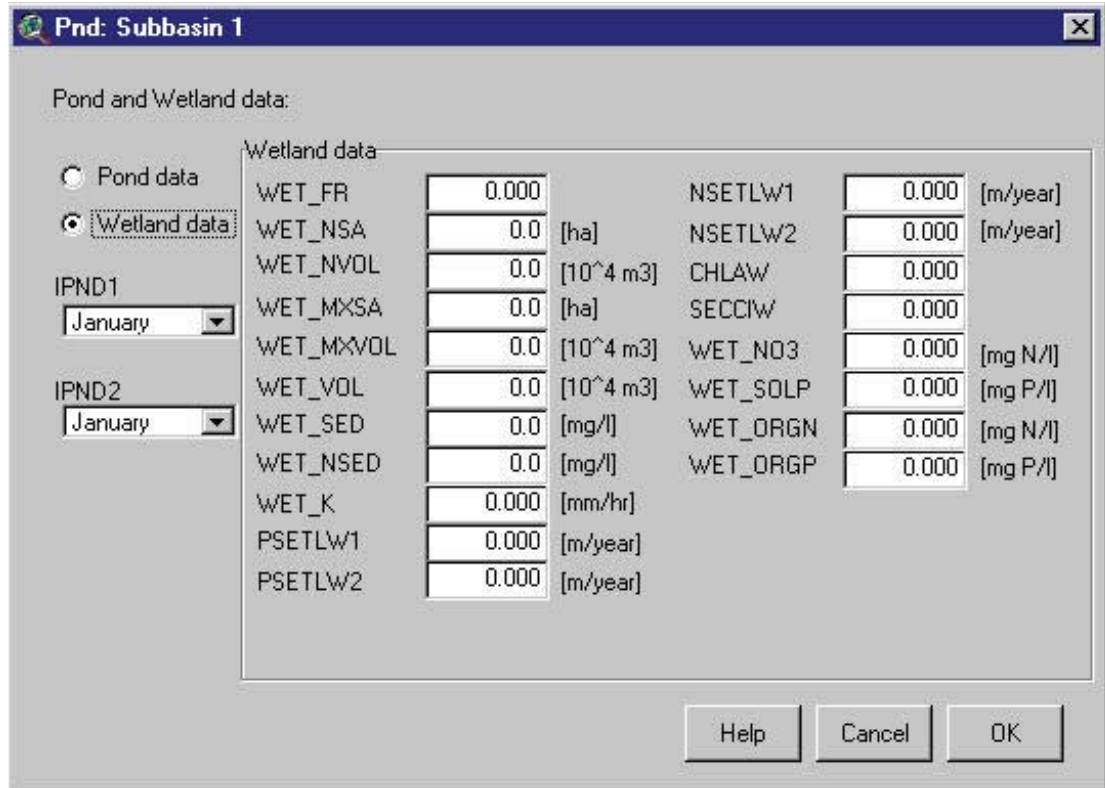 Pnd: Subbasin 1
Pond and Wetland data:
Pond data
Wetland data
IPND1
January
IPND2
January
Wetland data
WET_FR 0.000
WET_NSA 0.0 [ha]
WET_NVOL 0.0 [10^4 m3]
WET_MXSA 0.0 [ha]
WET_MXVOL 0.0 [10^4 m3]
WET_VOL 0.0 [10^4 m3]
WET_SED 0.0 [mg/l]
WET_NSED 0.0 [mg/l]
WET_K 0.000 [mm/hr]
PSETLW1 0.000 [m/year]
PSETLW2 0.000 [m/year]
NSETLW1 0.000 [m/year]
NSETLW2 0.000 [m/year]
CHLAW 0.000
SECCIW 0.000
WET_NO3 0.000 [mg N/l]
WET_SOLP 0.000 [mg P/l]
WET_ORGN 0.000 [mg N/l]
WET_ORGP 0.000 [mg P/l]
Help Cancel OK